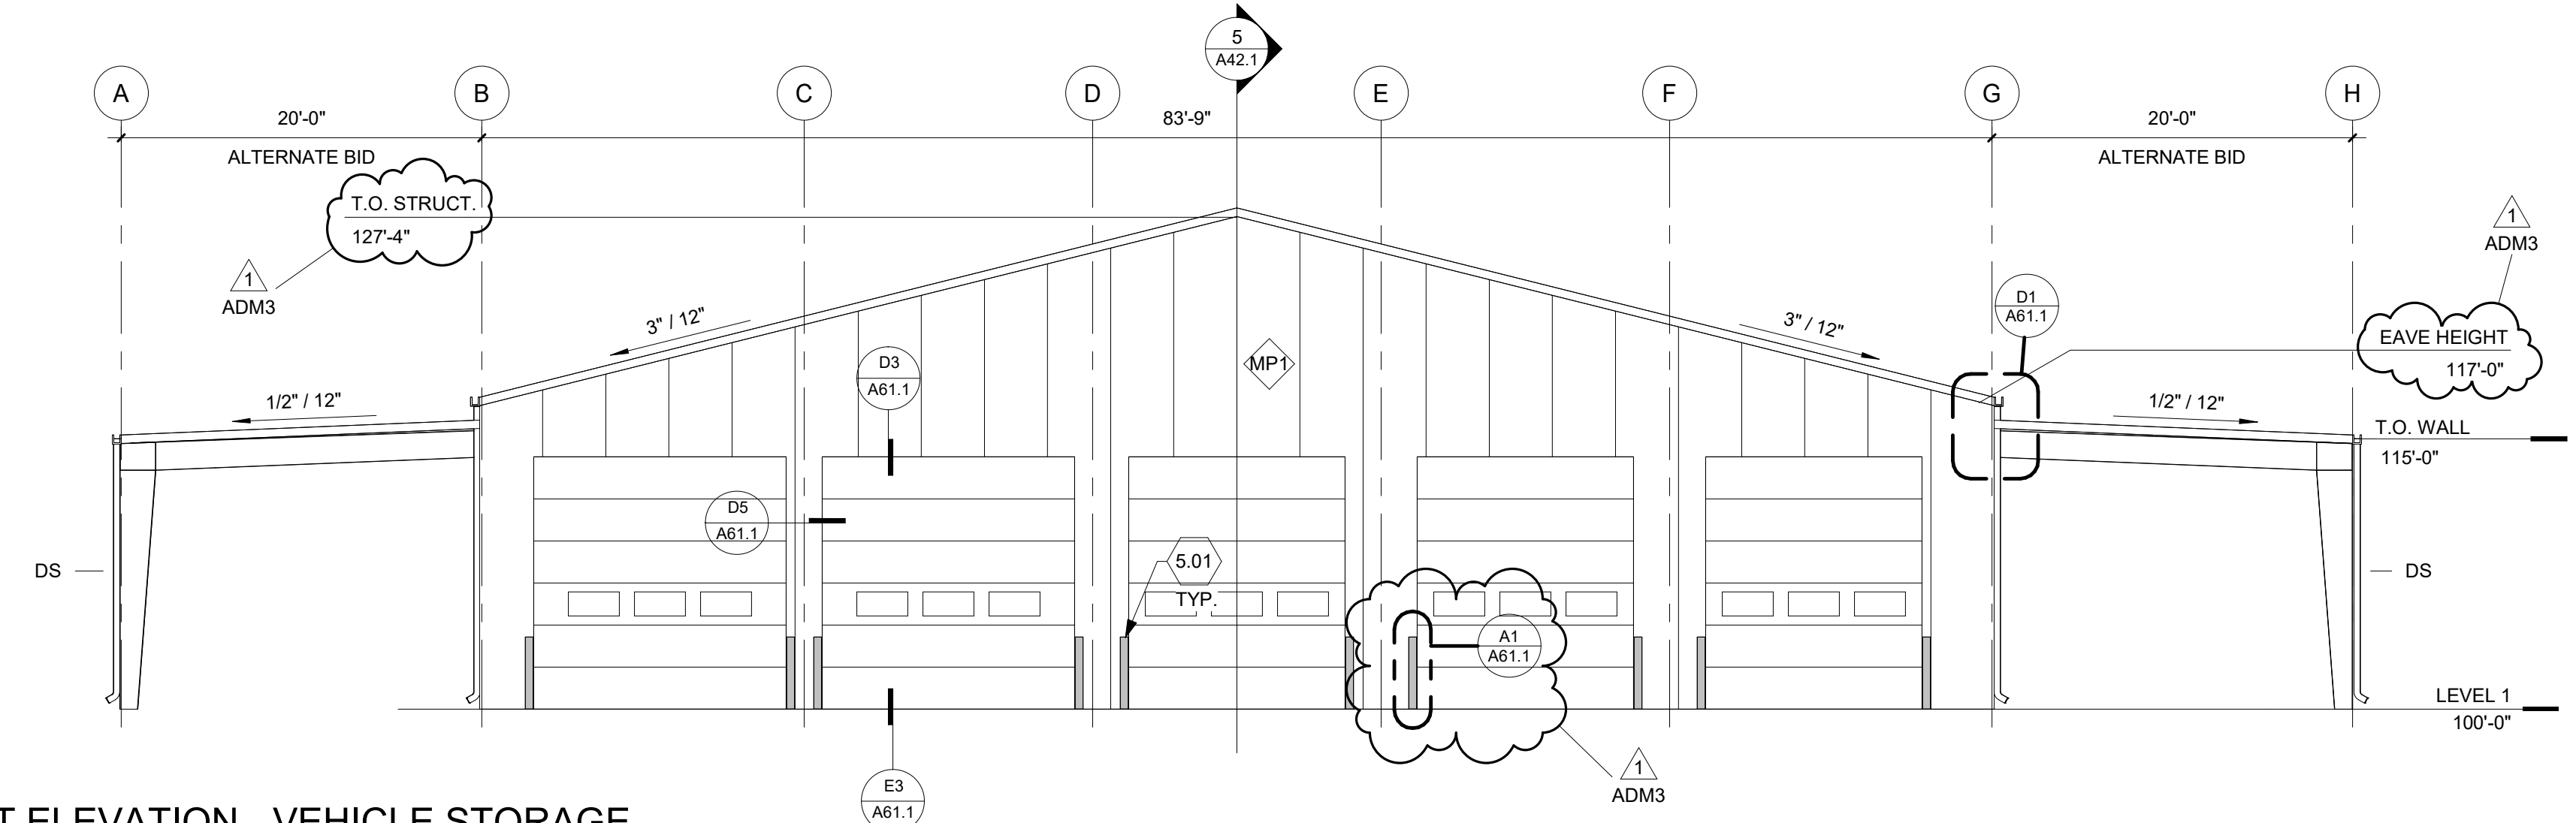 5
A42.1
A
B
C
D
E
F
G
H
20'-0"
83'-9"
20'-0"
ALTERNATE BID
ALTERNATE BID
T.O. STRUCT.
127'-4"
1
ADM3
1
ADM3
D1
A61.1
EAVE HEIGHT
117'-0"
3" / 12"
3" / 12"
D3
A61.1
MP1
1/2" / 12"
1/2" / 12"
T.O. WALL
115'-0"
D5
A61.1
5.01
TYP.
DS
DS
A1
A61.1
LEVEL 1
100'-0"
1
ADM3
E3
A61.1
T ELEVATION - VEHICLE STORAGE